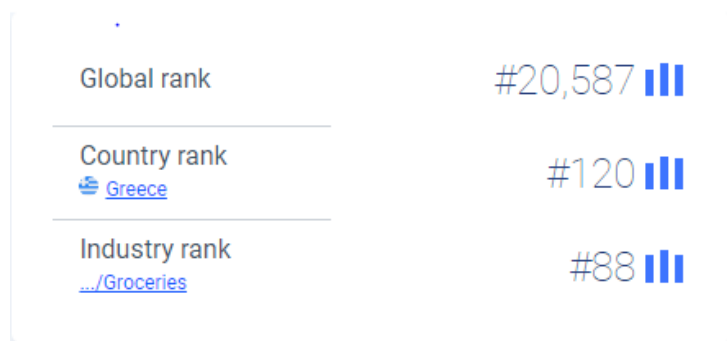 Global rank #20,587
Country rank #120
Greece
Industry rank #88
.../Groceries